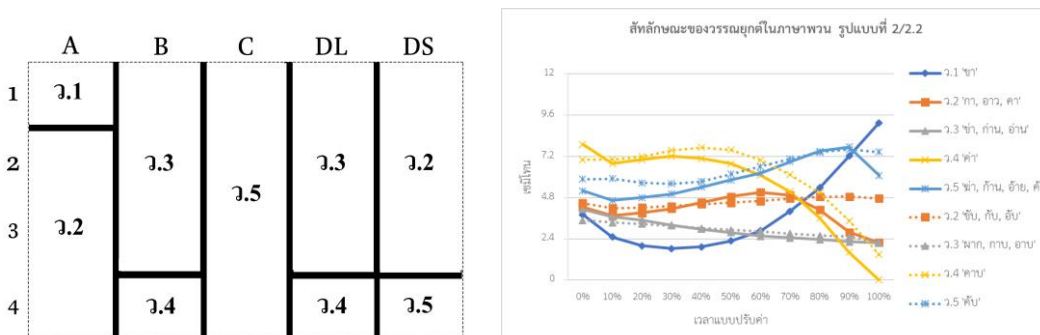 A B C DL DS
1 ว.1
2 ว.3 ว.3 ว.2
ว.5
3 ว.2
4 ว.4 ว.4 ว.5
สัทลักษณะของวรรณยุกต์ในภาษาพวน รูปแบบที่ 2/2.2
เซมิโทน
12
9.6
7.2
4.8
2.4
0
0% 10% 20% 30% 40% 50% 60% 70% 80% 90% 100%
เวลาแบบปรับค่า
ว.1 'ขา'
ว.2 'กา, อาว, คา'
ว.3 'ข่า, ก่าน, อ่าน'
ว.4 'ค่า'
ว.5 'ข่า, ก้าน, อ้าย,
ว.2 'ขับ, กับ, อับ'
ว.3 'ผาก, กาบ, อาบ'
ว.4 'คาบ'
ว.5 'คับ'